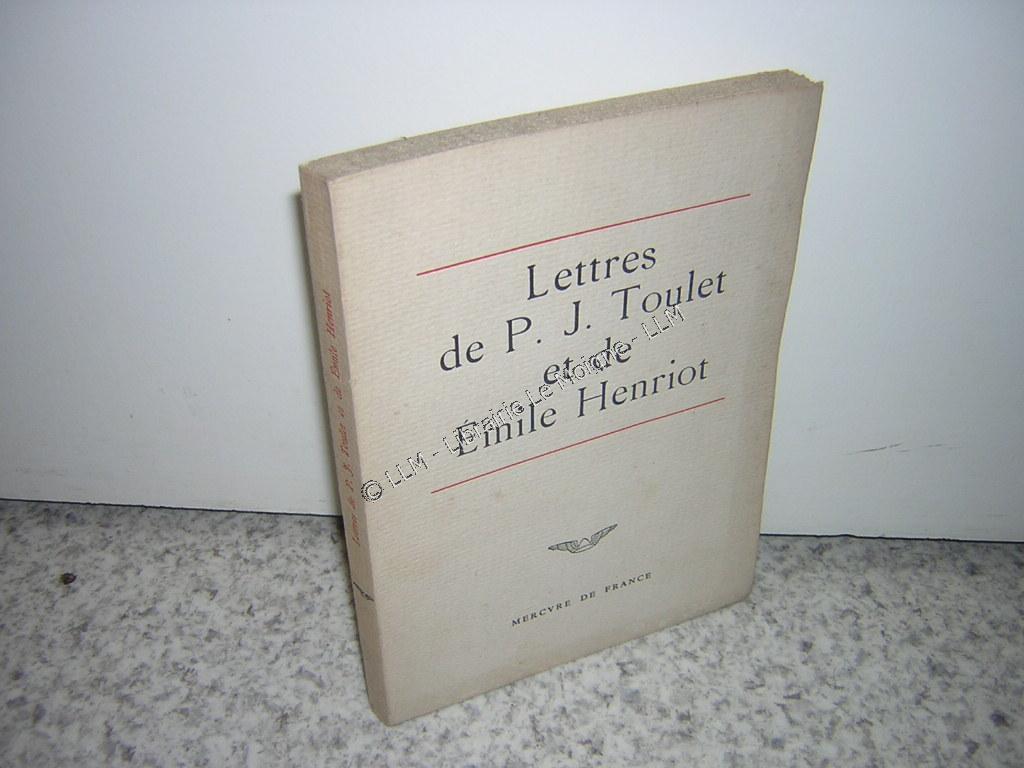 Lettres
de P. J. Toulet
et de
Émile Henriot
MERCVRE DE FRANCE
Lettres de P. J. Toulet et de Émile Henriot
© LLM - Librairie Le Moigne - LLM